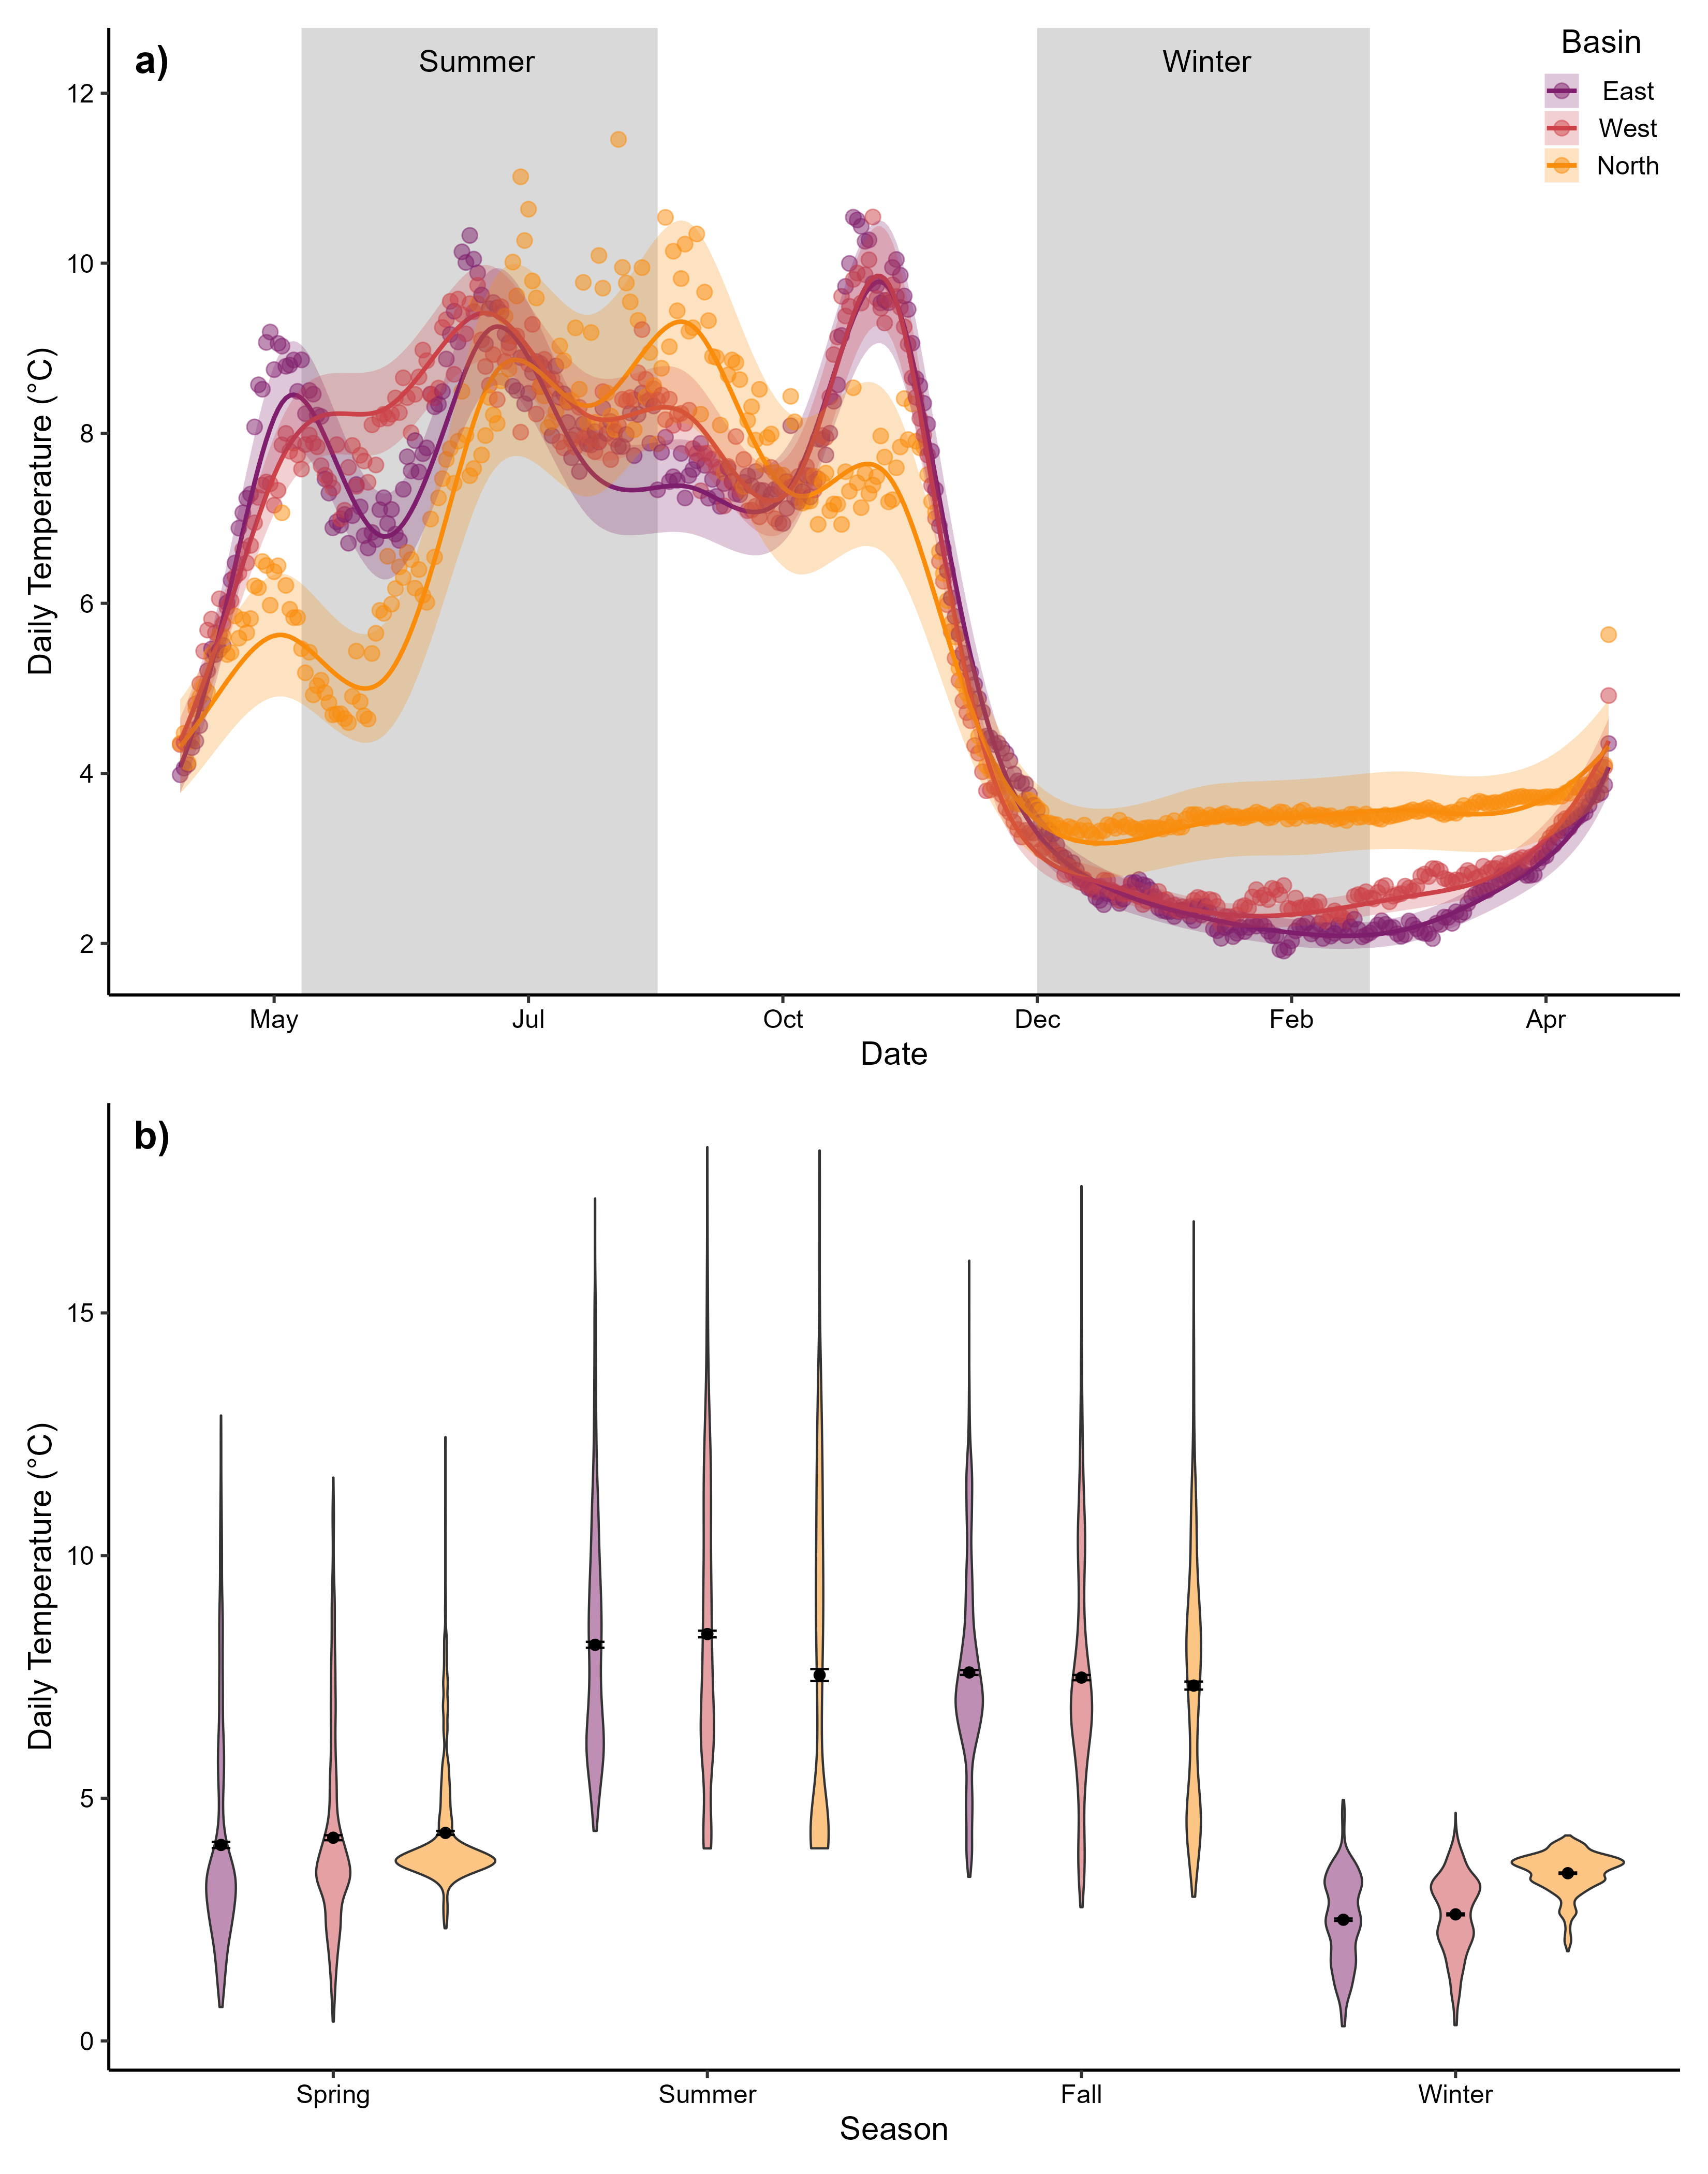 a)
Summer
Winter
Basin
East
West
North
Daily Temperature (°C)
12
10
8
6
4
2
May
Jul
Oct
Dec
Feb
Apr
Date
b)
Daily Temperature (°C)
15
10
5
0
Spring
Summer
Fall
Winter
Season